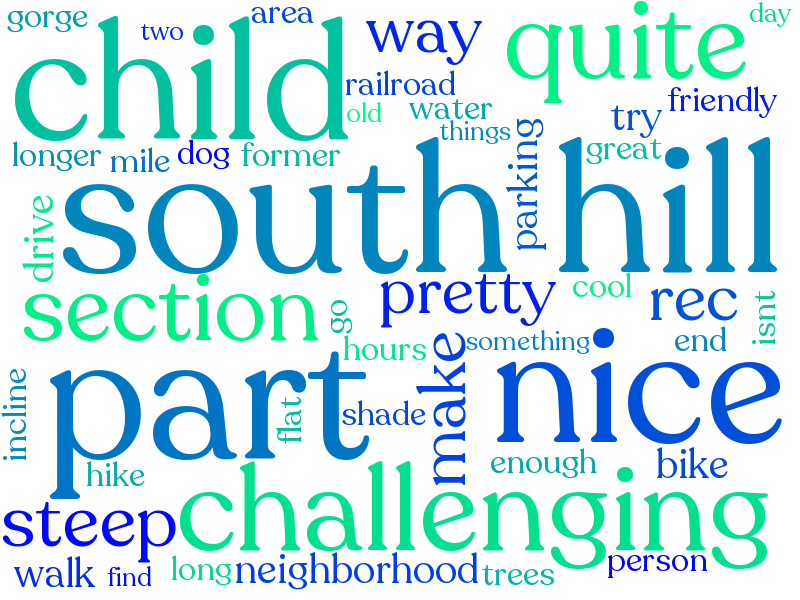 gorge
two
area
way
quite
day
child
railroad
old
water
things
try
friendly
longer
mile
dog
former
parking
great
drive
south hill
section
go
pretty
cool
rec
isnt
hours
something
end
make
incline
part
flat
shade
nice
hike
enough
bike
steep
challenging
walk
find
long
neighborhood
trees
person